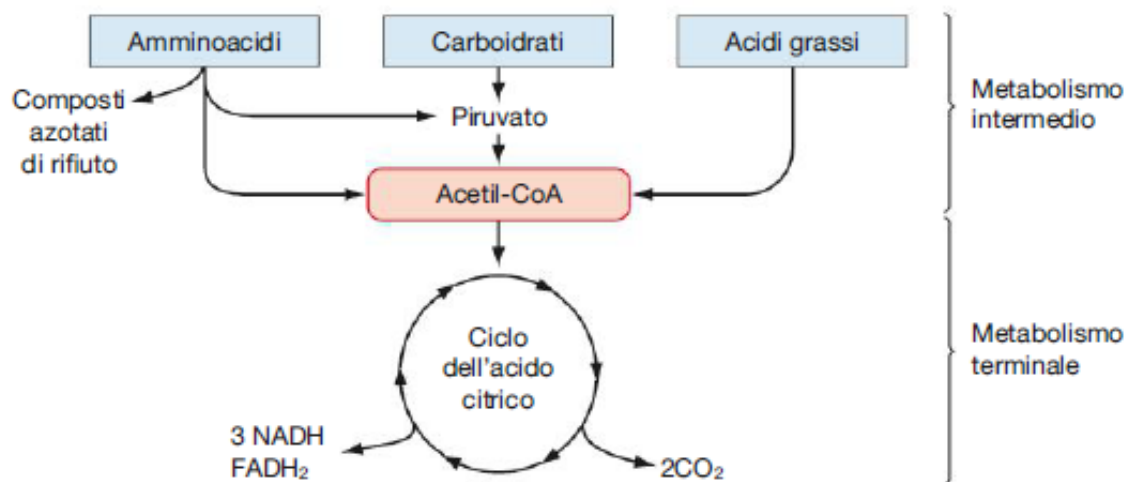 Amminoacidi
Carboidrati
Acidi grassi
Composti
azotati
di rifiuto
Piruvato
Metabolismo
intermedio
Acetil-CoA
Ciclo
dell'acido
citrico
Metabolismo
terminale
3 NADH
FADH₂
2CO₂